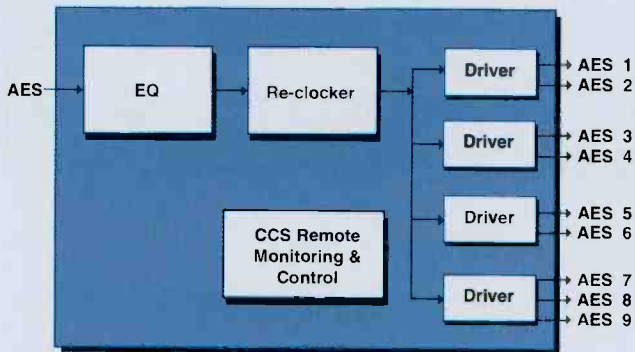 AES
EQ
Re-clocker
CCS Remote
Monitoring &
Control
Driver
AES 1
AES 2
Driver
AES 3
AES 4
Driver
AES 5
AES 6
Driver
AES 7
AES 8
AES 9